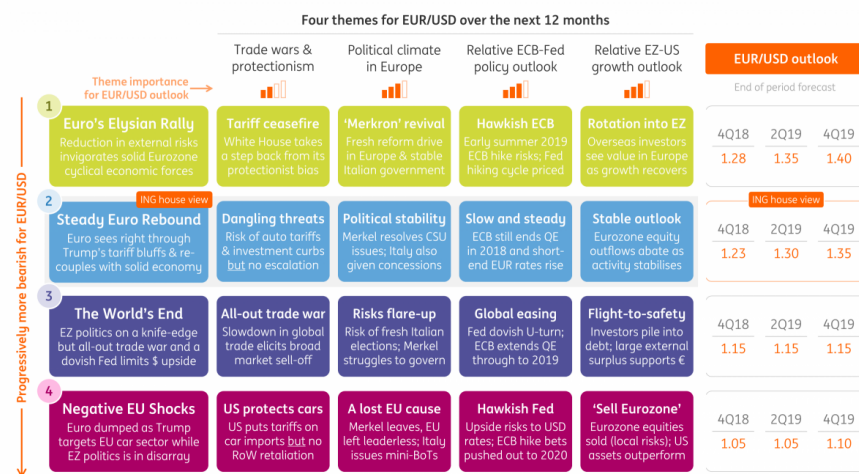 Four themes for EUR/USD over the next 12 months
Trade wars &
protectionism
Political climate
in Europe
Relative ECB-Fed
policy outlook
Relative EZ-US
growth outlook
EUR/USD outlook
Theme importance
for EUR/USD outlook
End of period forecast
Progressively more bearish for EUR/USD
1
Euro's Elysian Rally
Reduction in external risks
invigorates solid Eurozone
cyclical economic forces
Tariff ceasefire
White House takes
a step back from its
protectionist bias
'Merkron' revival
Fresh reform drive
in Europe & stable
Italian government
Hawkish ECB
Early summer 2019
ECB hike risks; Fed
hiking cycle priced
Rotation into EZ
Overseas investors
see value in Europe
as growth recovers
4Q18 2Q19 4Q19
1.28 1.35 1.40
2
ING house view
Steady Euro Rebound
Euro sees right through
Trump's tariff bluffs & re-
couples with solid economy
Dangling threats
Risk of auto tariffs
& investment curbs
but no escalation
Political stability
Merkel resolves CSU
issues; Italy also
given concessions
Slow and steady
ECB still ends QE
in 2018 and short-
end EUR rates rise
Stable outlook
Eurozone equity
outflows abate as
activity stabilises
ING house view
4Q18 2Q19 4Q19
1.23 1.30 1.35
3
The World's End
EZ politics on a knife-edge
but all-out trade war and a
dovish Fed limits $ upside
All-out trade war
Slowdown in global
trade elicits broad
market sell-off
Risks flare-up
Risk of fresh Italian
elections; Merkel
struggles to govern
Global easing
Fed dovish U-turn;
ECB extends QE
through to 2019
Flight-to-safety
Investors pile into
debt; large external
surplus supports €
4Q18 2Q19 4Q19
1.15 1.15 1.15
4
Negative EU Shocks
Euro dumped as Trump
targets EU car sector while
EZ politics is in disarray
US protects cars
US puts tariffs on
car imports but no
RoW retaliation
A lost EU cause
Merkel leaves, EU
left leaderless; Italy
issues mini-BoTs
Hawkish Fed
Upside risks to USD
rates; ECB hike bets
pushed out to 2020
'Sell Eurozone'
Eurozone equities
sold (local risks); US
assets outperform
4Q18 2Q19 4Q19
1.05 1.05 1.10